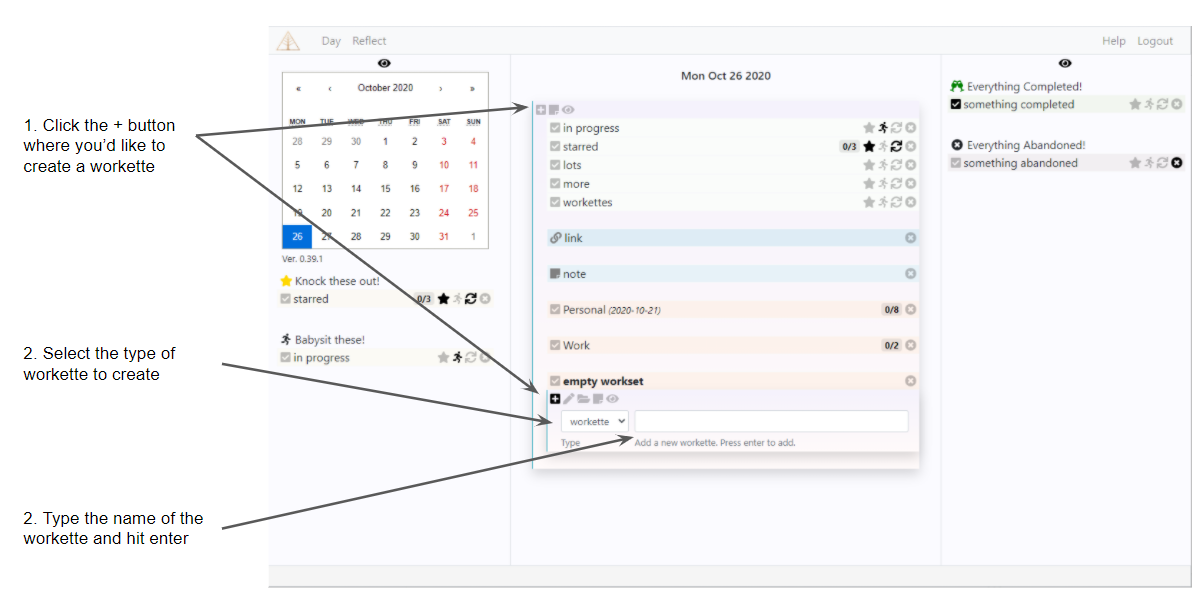 Day Reflect
Help Logout
1. Click the + button
where you'd like to
create a workette
2. Select the type of
workette to create
2. Type the name of the
workette and hit enter
« ‹ October 2020 › »
MON TUE WED THU FRI SAT SUN
28 29 30 1 2 3 4
5 6 7 8 9 10 11
12 13 14 15 16 17 18
19 20 21 22 23 24 25
26 27 28 29 30 31 1
Ver. 0.39.1
Knock these out!
starred 0/3
Babysit these!
in progress
Mon Oct 26 2020
in progress
starred 0/3
lots
more
workettes
link
note
Personal (2020-10-21) 0/8
Work 0/2
empty workset
workette
Type Add a new workette. Press enter to add.
Everything Completed!
something completed
Everything Abandoned!
something abandoned